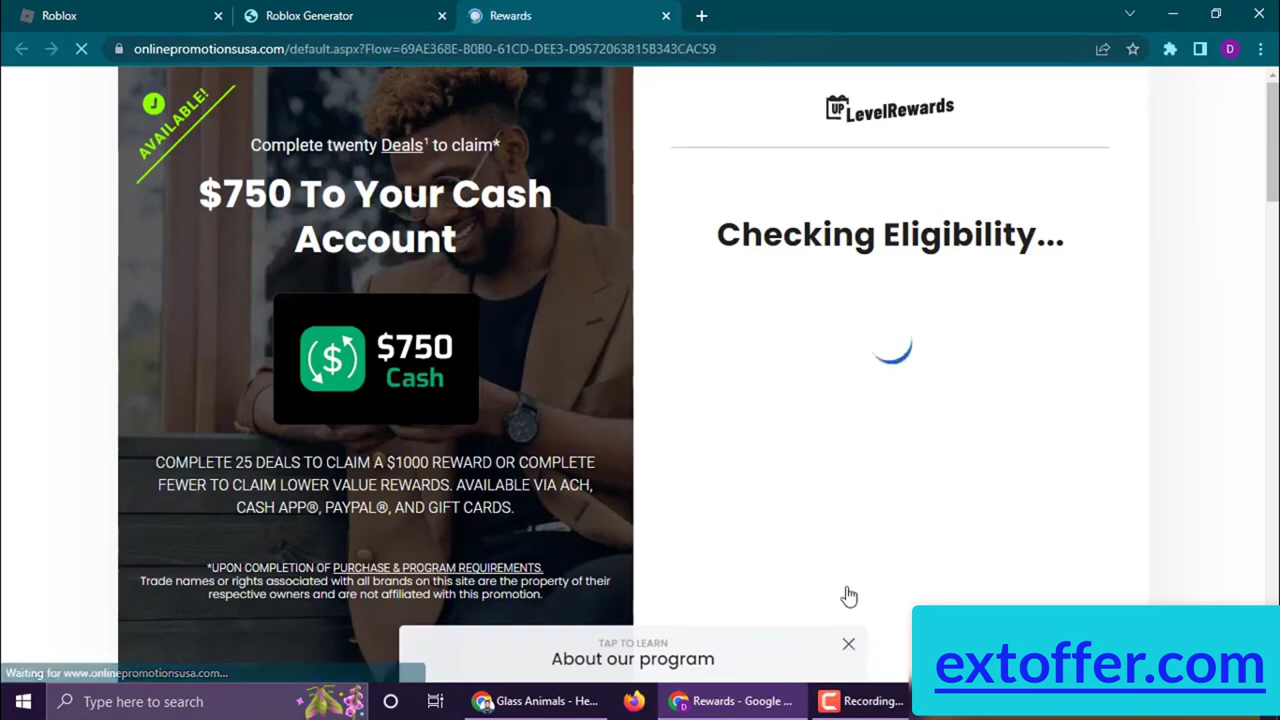 Roblox
Roblox Generator
Rewards
onlinepromotionsusa.com/default.aspx?Flow=69AE368E-B0B0-61CD-DEE3-D9572063815B343CAC59
D
J
AVAILABLE!
Complete twenty Deals¹ to claim*
$750 To Your Cash
Account
$
$750
Cash
COMPLETE 25 DEALS TO CLAIM A $1000 REWARD OR COMPLETE
FEWER TO CLAIM LOWER VALUE REWARDS. AVAILABLE VIA ACH,
CASH APP®, PAYPAL®, AND GIFT CARDS.
*UPON COMPLETION OF PURCHASE & PROGRAM REQUIREMENTS.
Trade names or rights associated with all brands on this site are the property of their
respective owners and are not affiliated with this promotion.
UP LevelRewards
Checking Eligibility...
TAP TO LEARN
About our program
extoffer.com
Waiting for www.onlinepromotionsusa.com...
Type here to search
Glass Animals - He...
Rewards - Google ...
Recording...